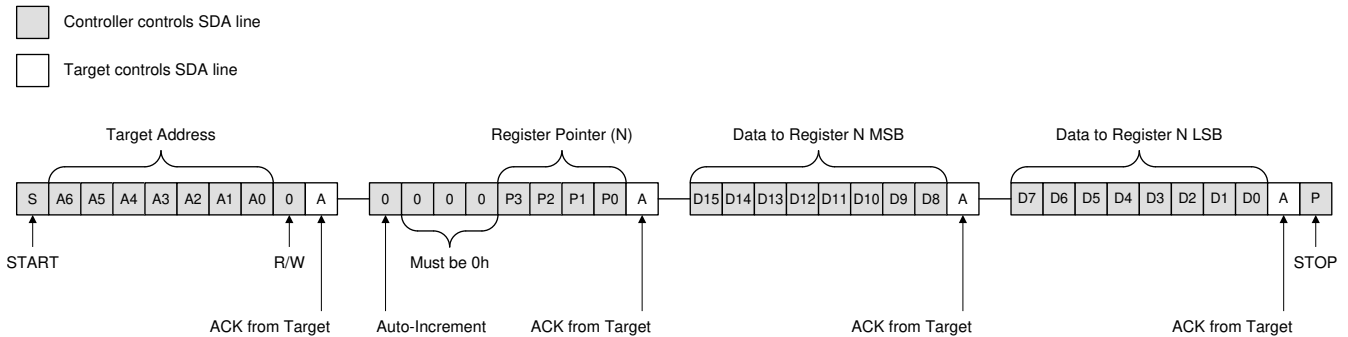 Controller controls SDA line
Target controls SDA line
Target Address
Register Pointer (N)
Data to Register N MSB
Data to Register N LSB
S A6 A5 A4 A3 A2 A1 A0 0 A 0 0 0 0 P3 P2 P1 P0 A D15 D14 D13 D12 D11 D10 D9 D8 A D7 D6 D5 D4 D3 D2 D1 D0 A P
START
R/W
Must be 0h
STOP
ACK from Target
Auto-Increment
ACK from Target
ACK from Target
ACK from Target